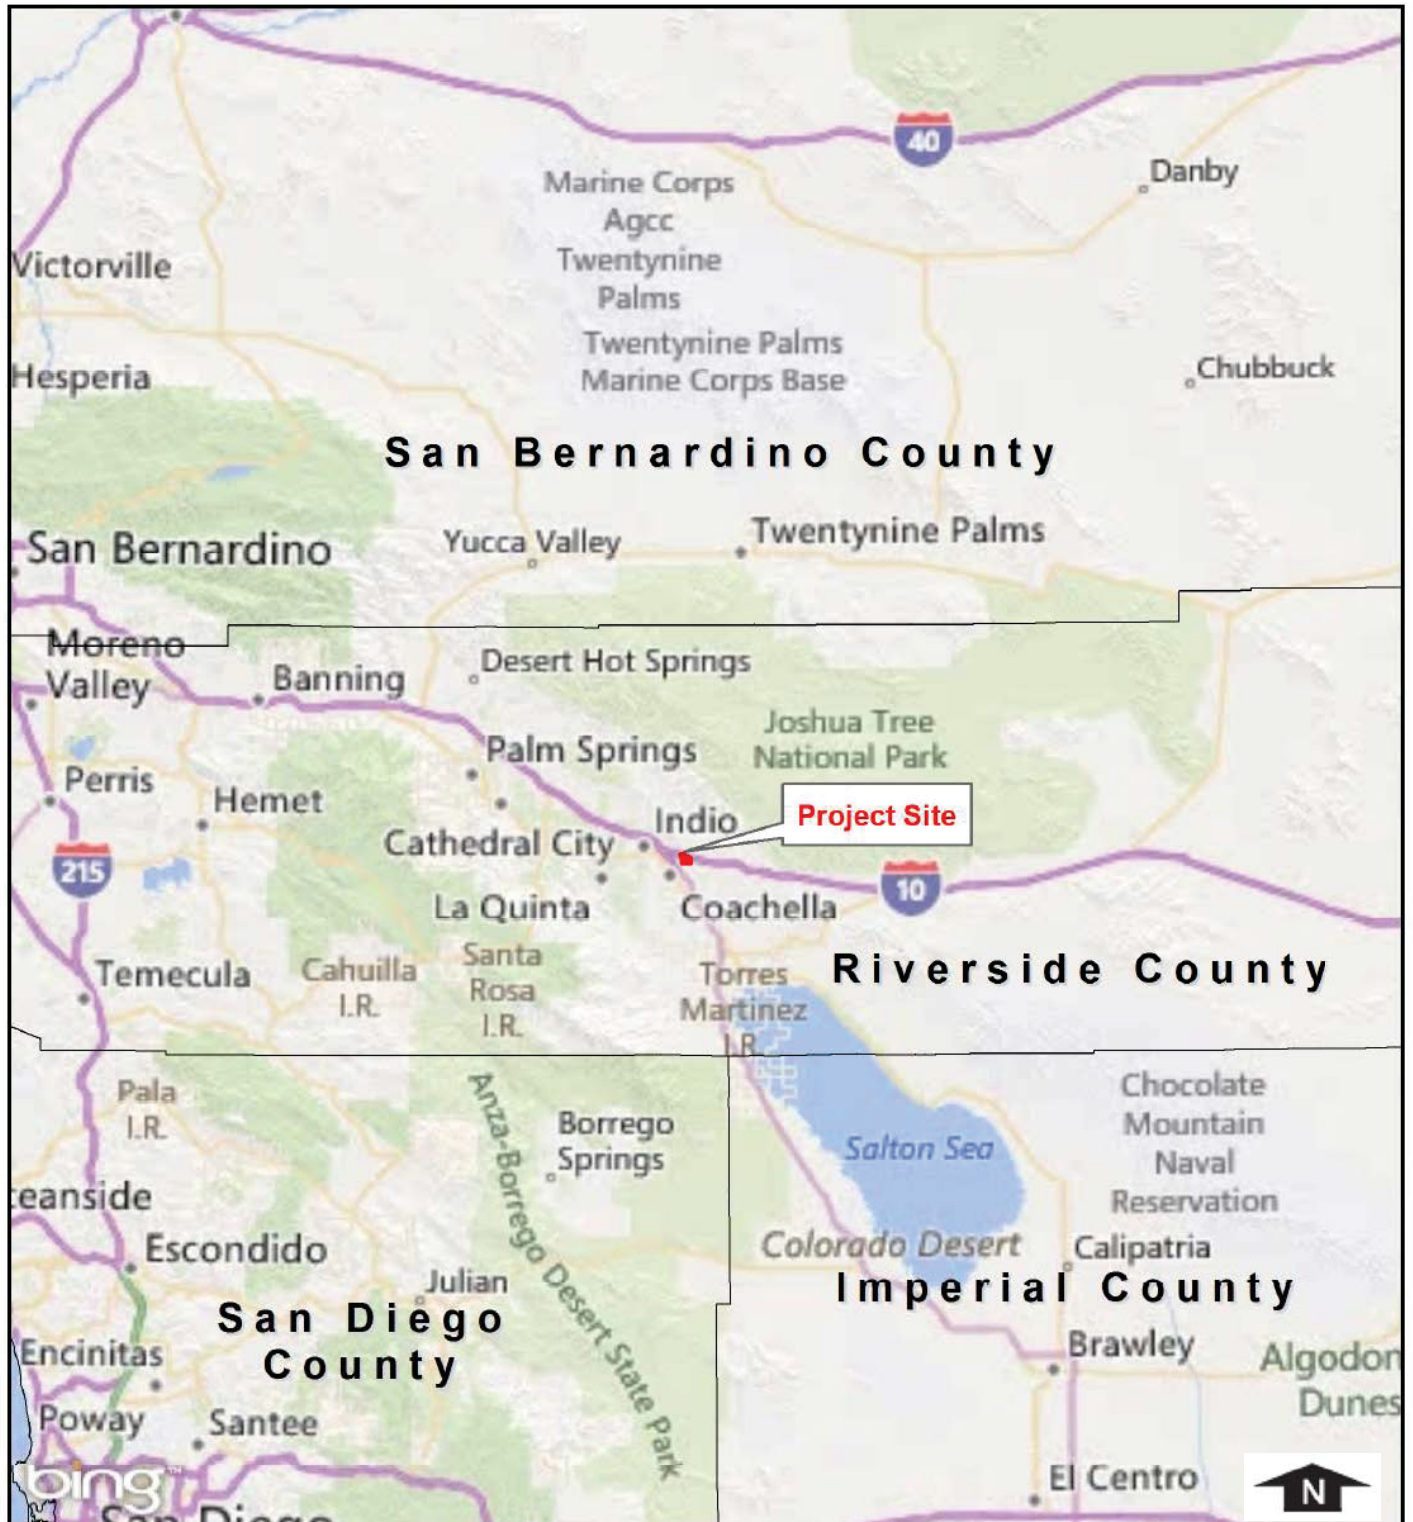 40
Danby
Marine Corps
Agcc
Twentynine
Palms
Victorville
Twentynine Palms
Marine Corps Base
Hesperia
Chubbuck
San Bernardino County
San Bernardino
Yucca Valley
Twentynine Palms
Moreno
Valley
Banning
Desert Hot Springs
Joshua Tree
National Park
Palm Springs
Perris
Hemet
Indio
Project Site
Cathedral City
215
10
La Quinta
Coachella
Temecula
Cahuilla
I.R.
Santa
Rosa
I.R.
Torres
Martinez
I.R.
Riverside County
Pala
I.R.
Anza-Borrego Desert State Park
Borrego
Springs
Chocolate
Mountain
Naval
Reservation
Salton Sea
ceanside
Escondido
Colorado Desert
Calipatria
Julian
Imperial County
San Diego
County
Encinitas
Brawley
Algodon
Dunes
Poway
Santee
El Centro
bing™
San Diego
N